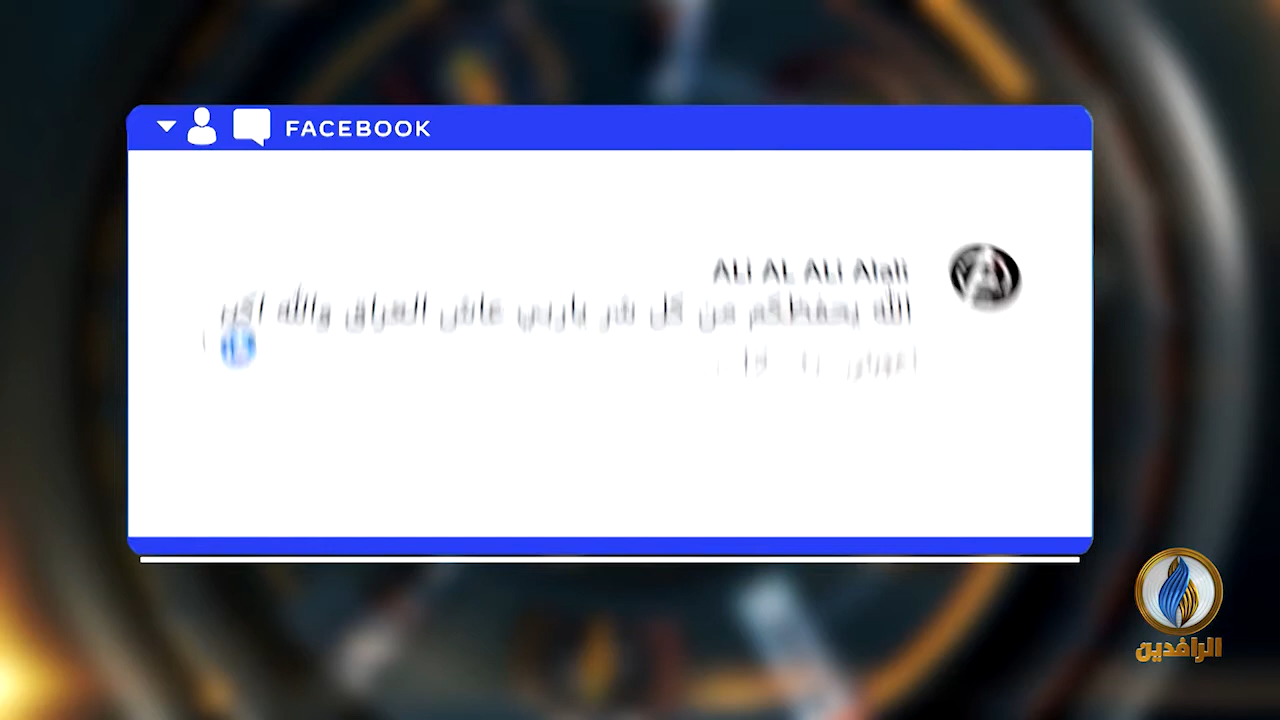 FACEBOOK
ALI AL ALI Alali
الله يحفظكم من كل شر ياربي عاش العراق والله اكبر
الرافدين